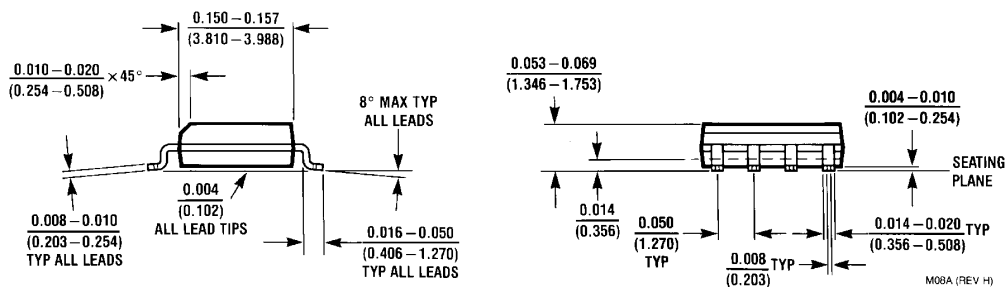 0.150–0.157
(3.810–3.988)
0.010–0.020 × 45°
(0.254–0.508)
8° MAX TYP
ALL LEADS
0.008–0.010
(0.203–0.254)
TYP ALL LEADS
0.004
(0.102)
ALL LEAD TIPS
0.016–0.050
(0.406–1.270)
TYP ALL LEADS
0.053–0.069
(1.346–1.753)
0.004–0.010
(0.102–0.254)
SEATING
PLANE
0.014
(0.356)
0.050
(1.270)
TYP
0.008 TYP
(0.203)
0.014–0.020 TYP
(0.356–0.508)
M08A (REV H)